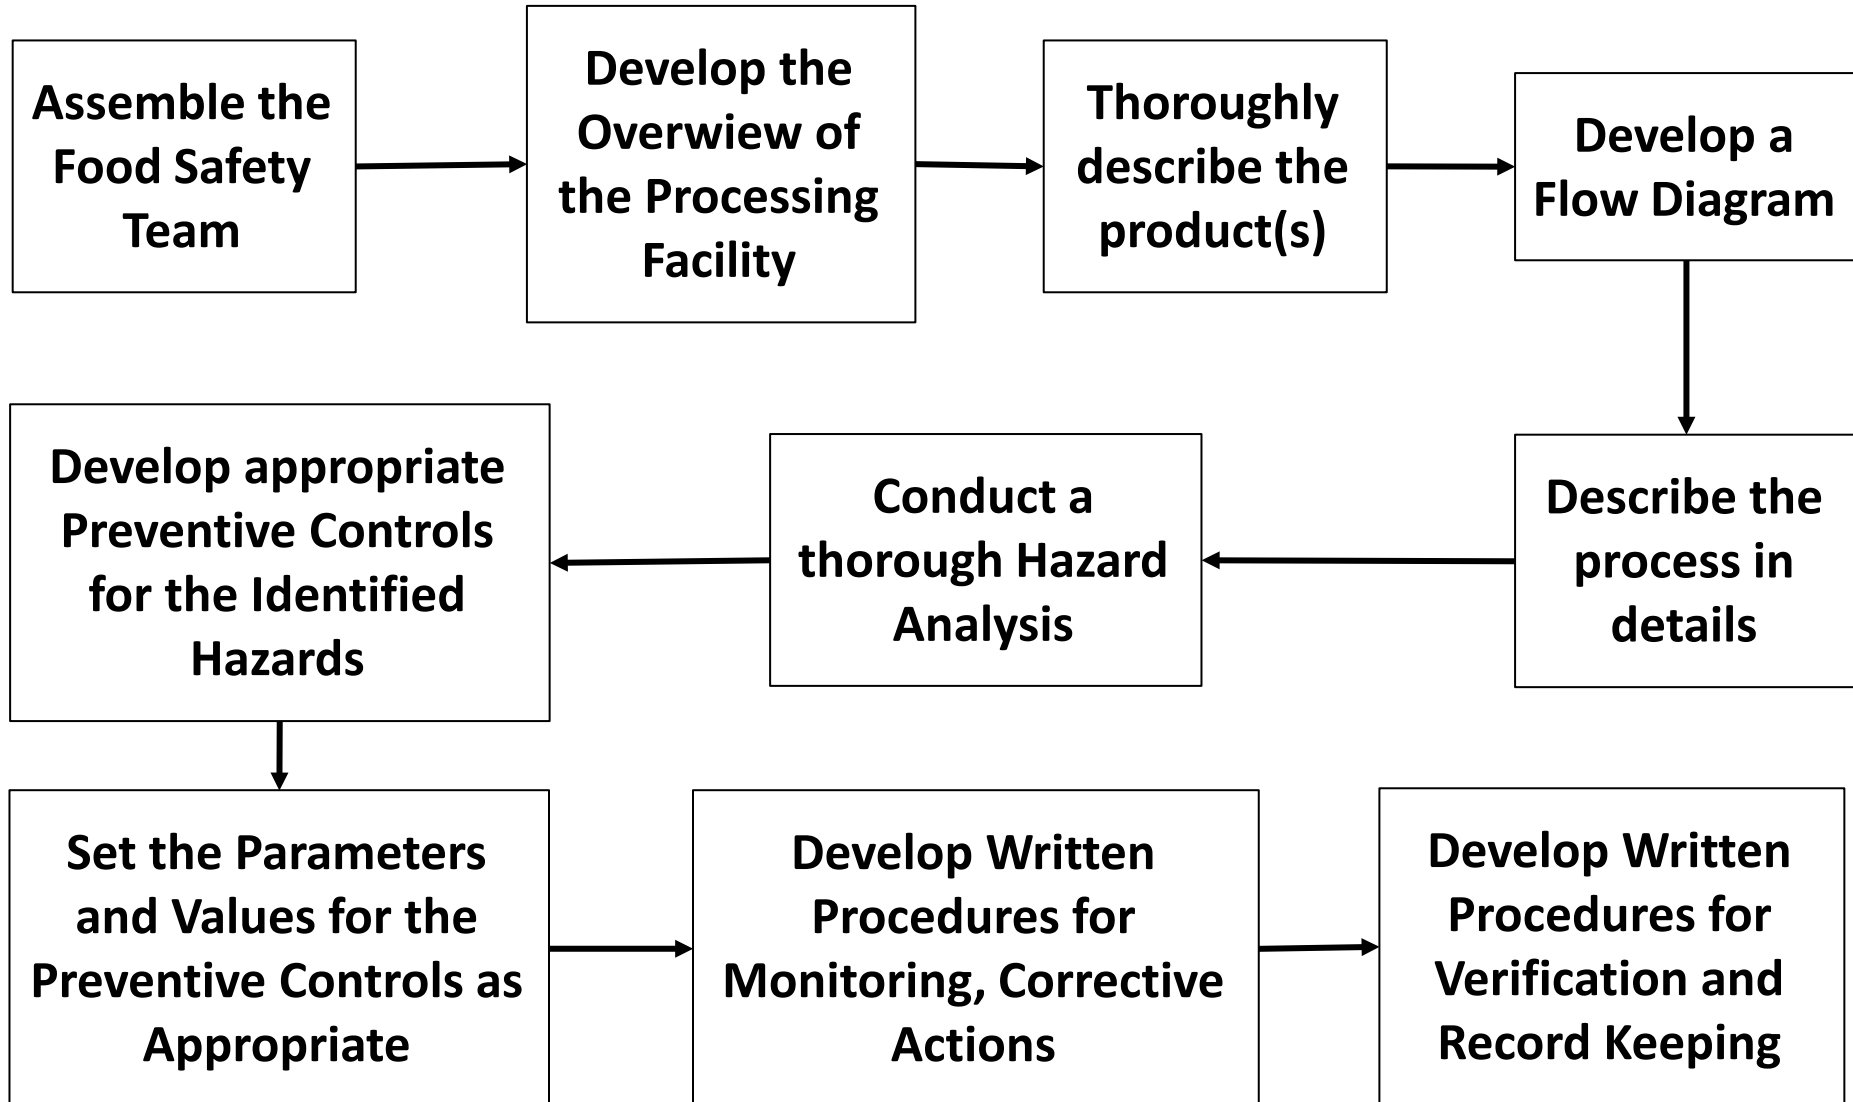 Assemble the
Food Safety
Team
Develop the
Overwiew of
the Processing
Facility
Thoroughly
describe the
product(s)
Develop a
Flow Diagram
Describe the
process in
details
Conduct a
thorough Hazard
Analysis
Develop appropriate
Preventive Controls
for the Identified
Hazards
Set the Parameters
and Values for the
Preventive Controls as
Appropriate
Develop Written
Procedures for
Monitoring, Corrective
Actions
Develop Written
Procedures for
Verification and
Record Keeping